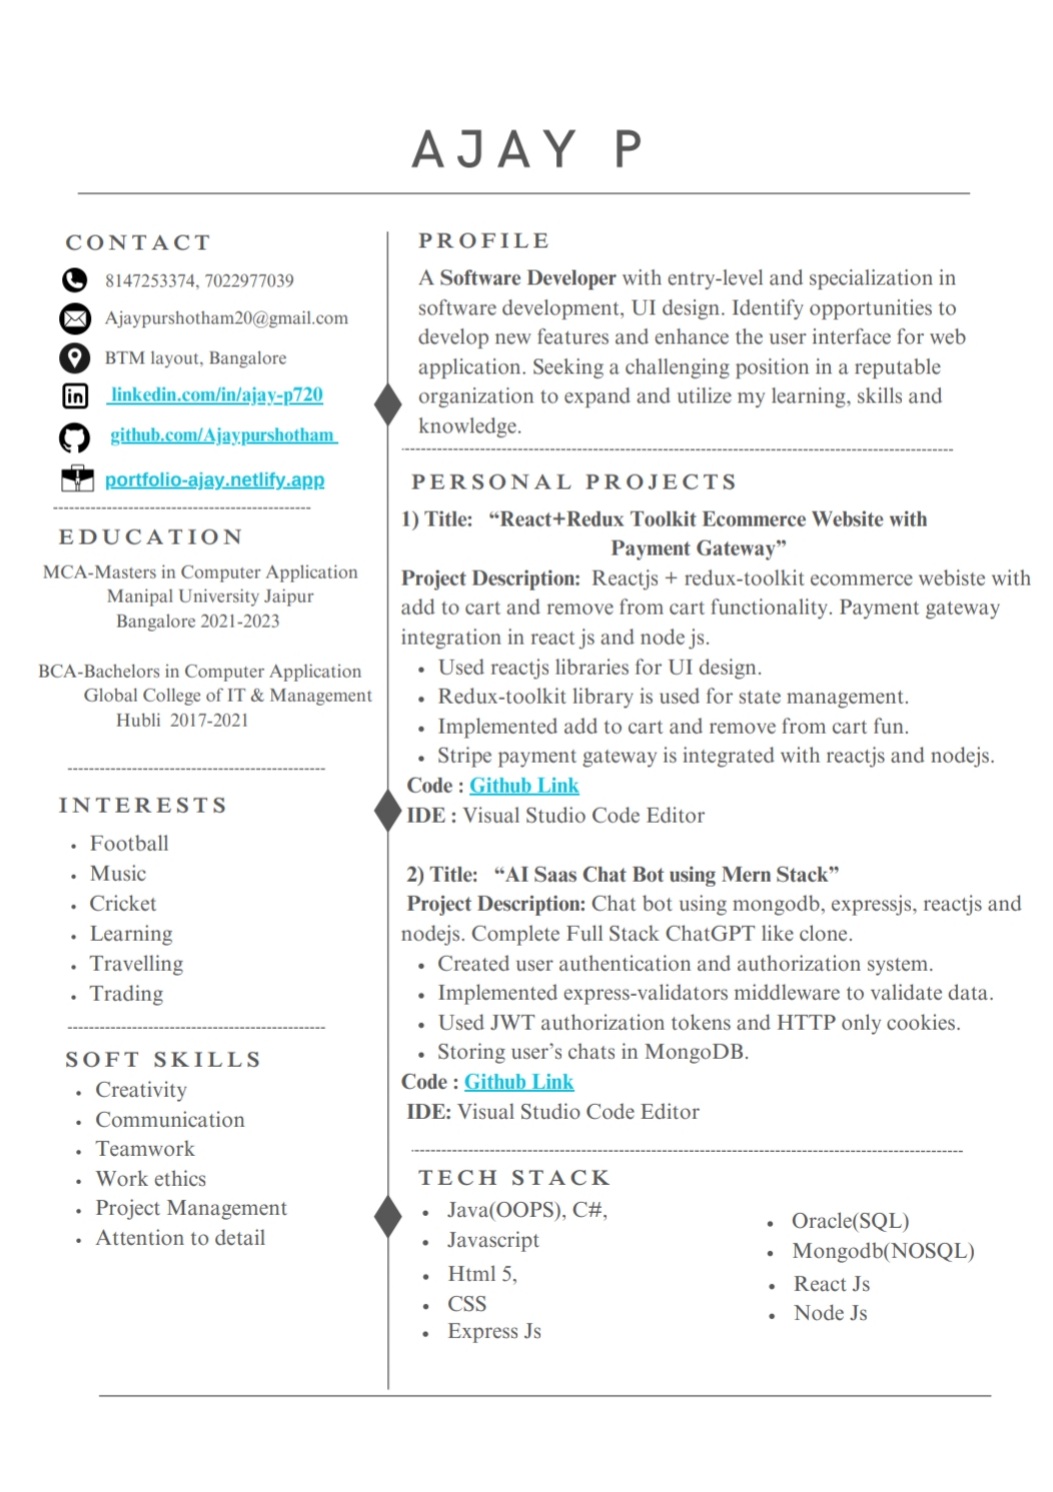 AJAY P
CONTACT
8147253374, 7022977039
Ajaypurshotham20@gmail.com
BTM layout, Bangalore
linkedin.com/in/ajay-p720
github.com/Ajaypurshotham
portfolio-ajay.netlify.app
EDUCATION
MCA-Masters in Computer Application
Manipal University Jaipur
Bangalore 2021-2023
BCA-Bachelors in Computer Application
Global College of IT & Management
Hubli 2017-2021
INTERESTS
• Football
• Music
• Cricket
• Learning
• Travelling
• Trading
SOFT SKILLS
• Creativity
• Communication
• Teamwork
• Work ethics
• Project Management
• Attention to detail
PROFILE
A Software Developer with entry-level and specialization in
software development, UI design. Identify opportunities to
develop new features and enhance the user interface for web
application. Seeking a challenging position in a reputable
organization to expand and utilize my learning, skills and
knowledge.
PERSONAL PROJECTS
1) Title: “React+Redux Toolkit Ecommerce Website with
Payment Gateway”
Project Description: Reactjs + redux-toolkit ecommerce webiste with
add to cart and remove from cart functionality. Payment gateway
integration in react js and node js.
• Used reactjs libraries for UI design.
• Redux-toolkit library is used for state management.
• Implemented add to cart and remove from cart fun.
• Stripe payment gateway is integrated with reactjs and nodejs.
Code : Github Link
IDE : Visual Studio Code Editor
2) Title: “AI Saas Chat Bot using Mern Stack”
Project Description: Chat bot using mongodb, expressjs, reactjs and
nodejs. Complete Full Stack ChatGPT like clone.
• Created user authentication and authorization system.
• Implemented express-validators middleware to validate data.
• Used JWT authorization tokens and HTTP only cookies.
• Storing user’s chats in MongoDB.
Code : Github Link
IDE: Visual Studio Code Editor
TECH STACK
• Java(OOPS), C#,
• Javascript
• Html 5,
• CSS
• Express Js
• Oracle(SQL)
• Mongodb(NOSQL)
• React Js
• Node Js